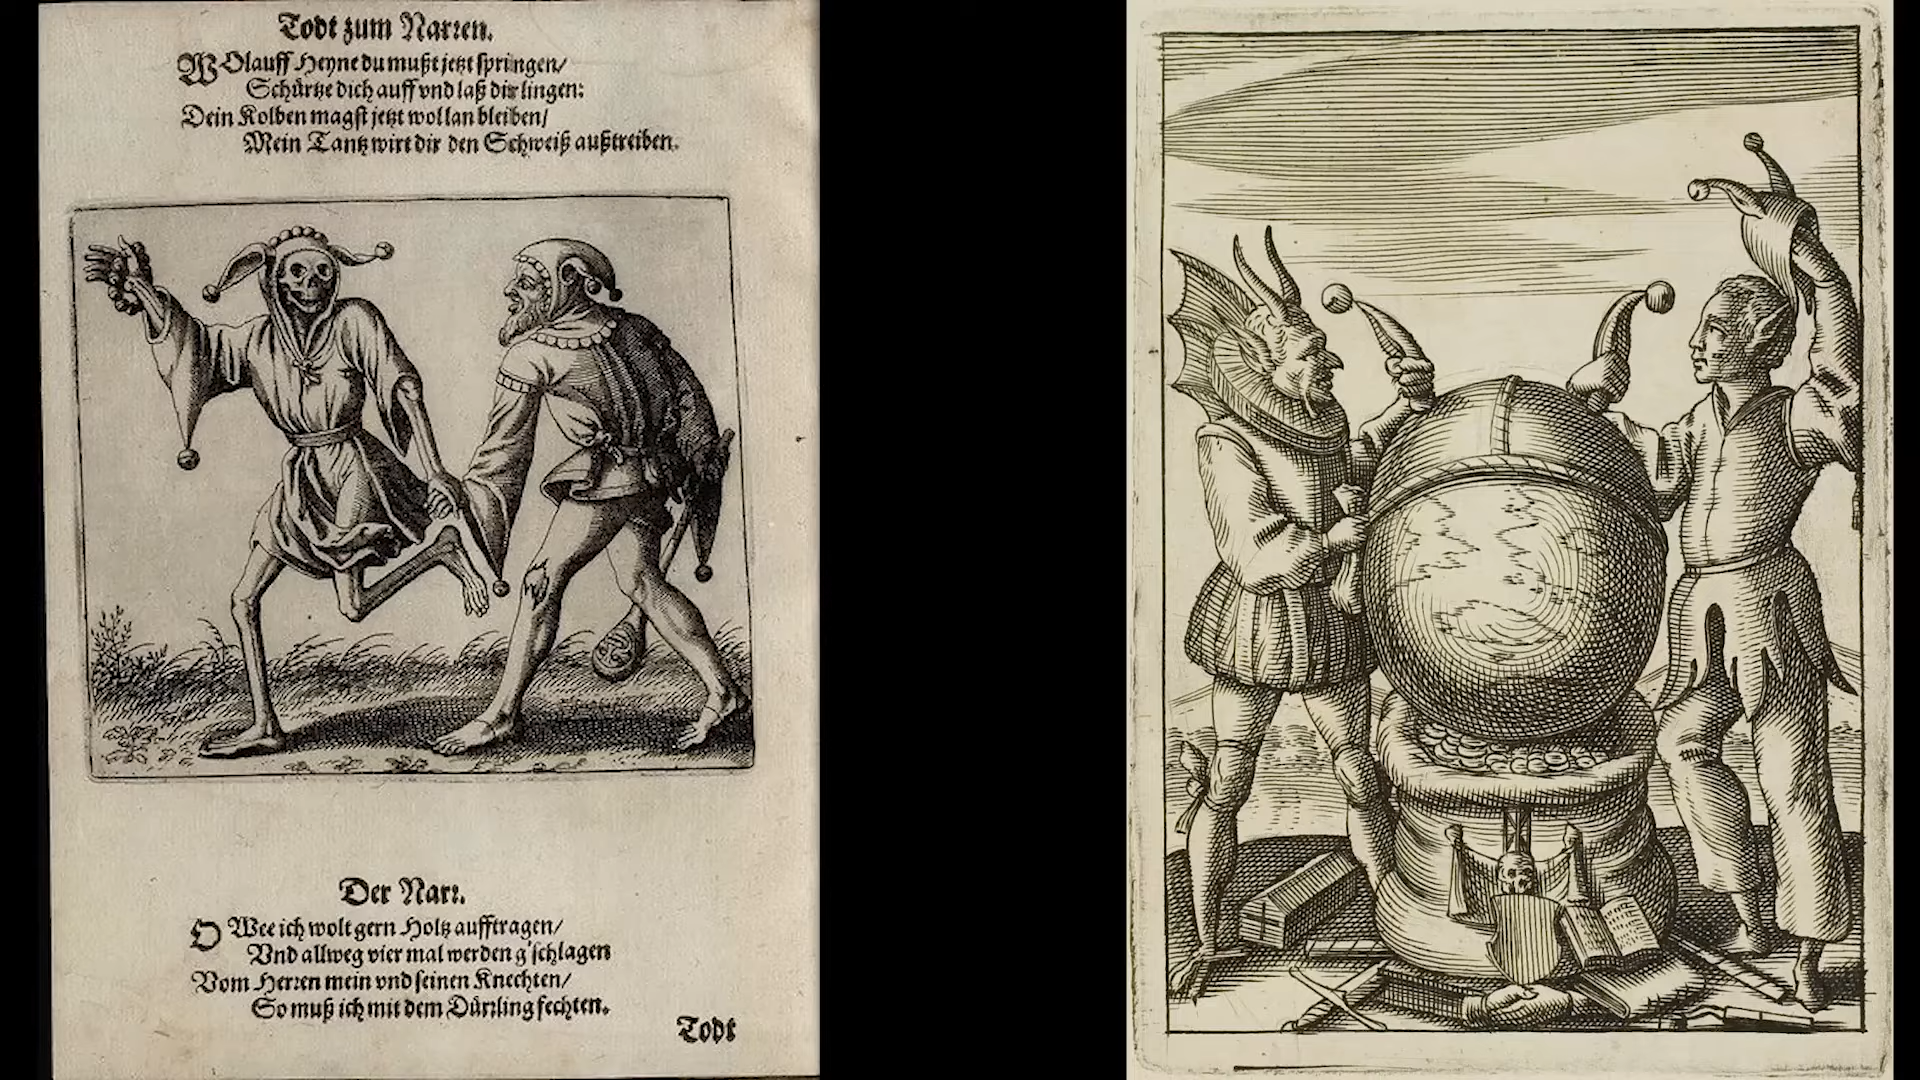 Todt zum Narren.
WOlauff Heyne du mußt jetzt springen/
Schürtze dich auff vnd laß dir lingen:
Dein Kolben magst jetzt wol lan bleiben/
Mein Tantz wirt dir den Schweiß außtreiben.
Der Narr.
O Wee ich wolt gern Holtz aufftragen/
Vnd allweg vier mal werden g'schlagen
Vom Herren mein vnd seinen Knechten/
So muß ich mit dem Dürrling fechten.
Todt